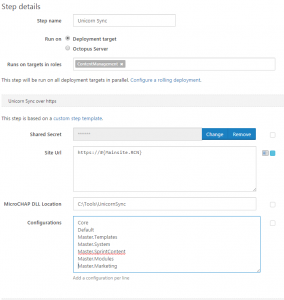 Step details
Step name
Unicorn Sync
Run on
Deployment target
Octopus Server
Runs on targets in roles
ContentManagement
This step will be run on all deployment targets in parallel. Configure a rolling deployment.
Unicorn Sync over https
This step is based on a custom step template.
Shared Secret
********
Change
Remove
Site Url
https://#{Mainsite.RCN}
MicroCHAP DLL Location
C:\Tools\UnicornSync
Configurations
Core
Default
Master.Templates
Master.System
Master.SprintContent
Master.Modules
Master.Marketing
Add a configuration per line